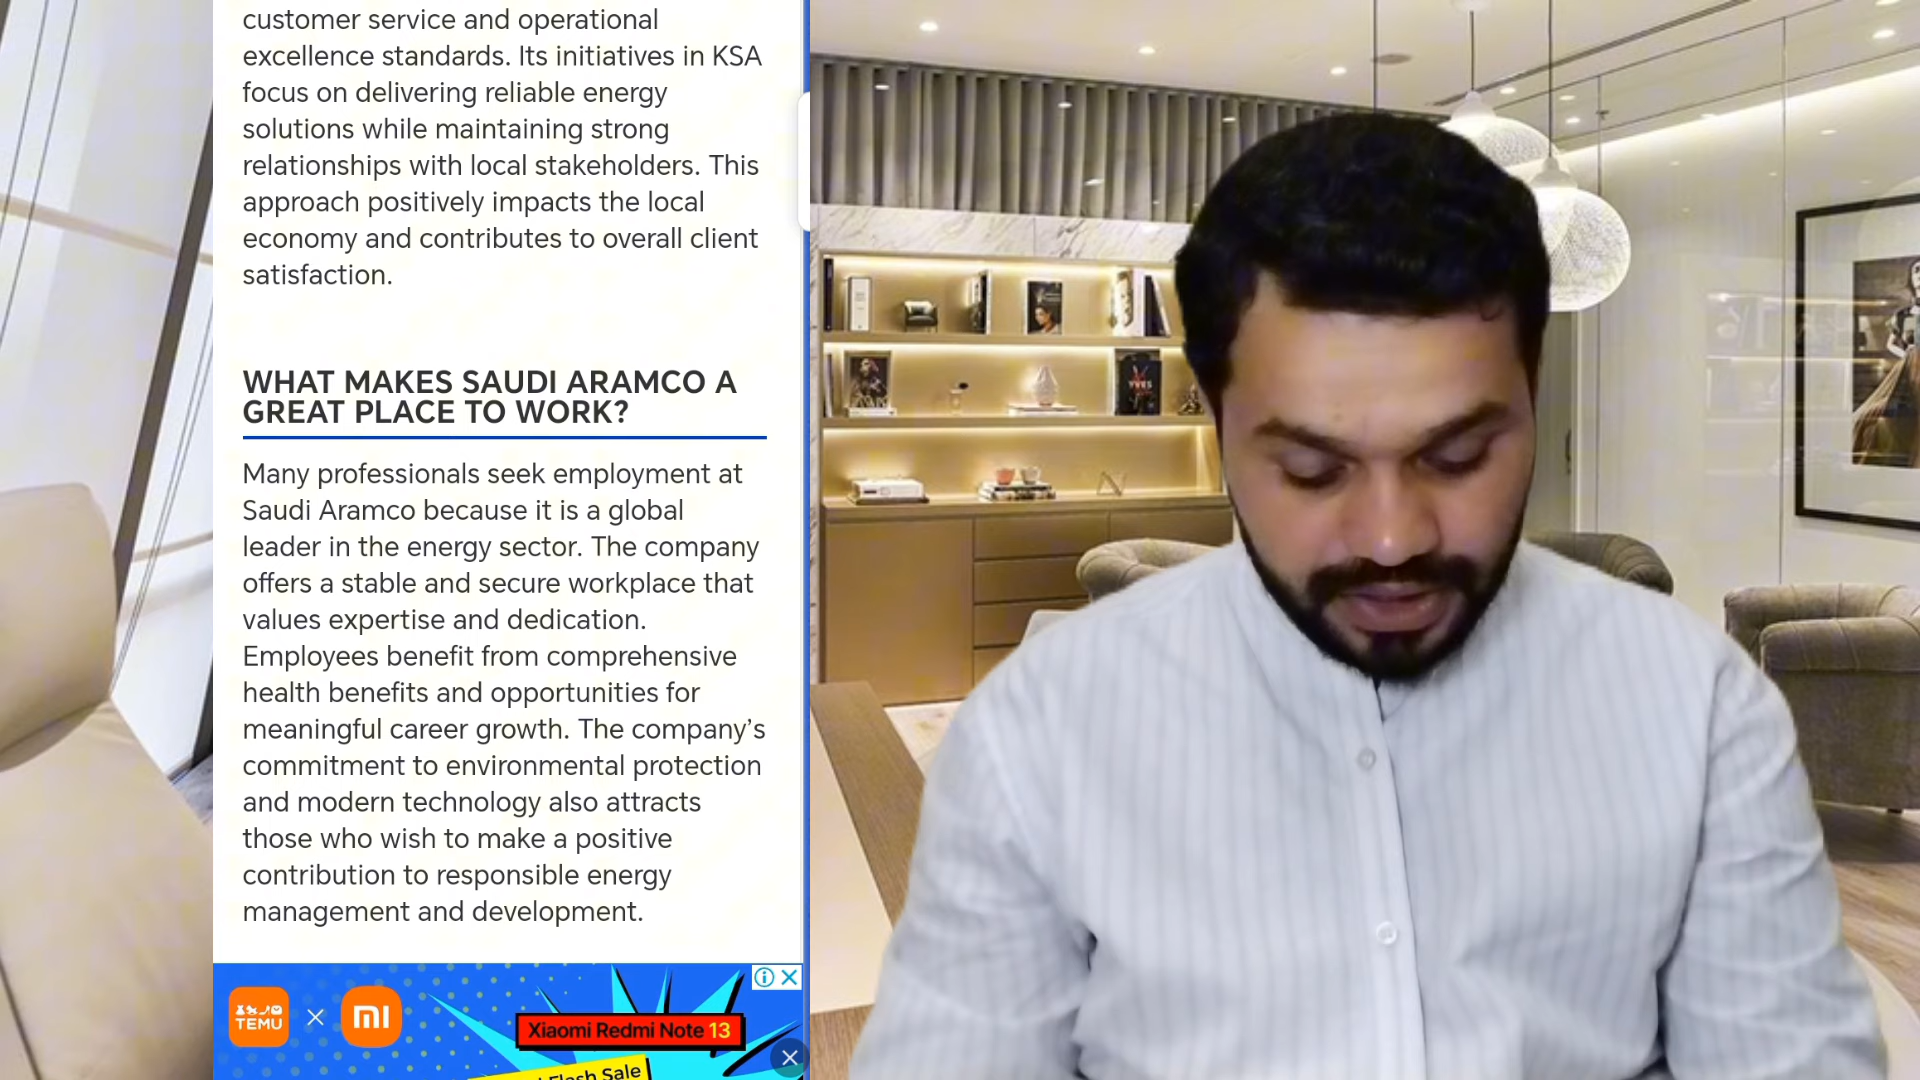 customer service and operational
excellence standards. Its initiatives in KSA
focus on delivering reliable energy
solutions while maintaining strong
relationships with local stakeholders. This
approach positively impacts the local
economy and contributes to overall client
satisfaction.
WHAT MAKES SAUDI ARAMCO A
GREAT PLACE TO WORK?
Many professionals seek employment at
Saudi Aramco because it is a global
leader in the energy sector. The company
offers a stable and secure workplace that
values expertise and dedication.
Employees benefit from comprehensive
health benefits and opportunities for
meaningful career growth. The company’s
commitment to environmental protection
and modern technology also attracts
those who wish to make a positive
contribution to responsible energy
management and development.
TEMU × mi
Xiaomi Redmi Note 13
Flash Sale
YVES